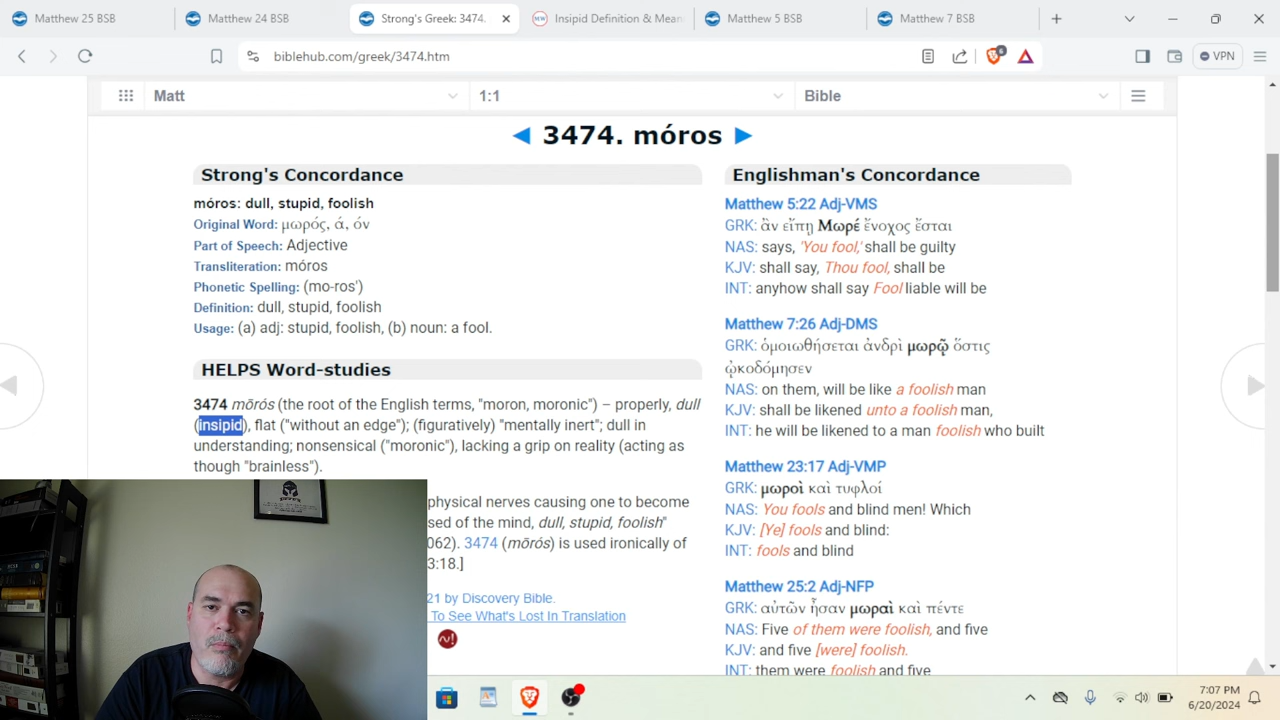 Matthew 25 BSB
Matthew 24 BSB
Strong's Greek: 3474.
Insipid Definition & Mean
Matthew 5 BSB
Matthew 7 BSB
biblehub.com/greek/3474.htm
6
VPN
Matt
1:1
Bible
3474. móros
Strong's Concordance
móros: dull, stupid, foolish
Original Word: μωρός, ά, όν
Part of Speech: Adjective
Transliteration: móros
Phonetic Spelling: (mo-ros')
Definition: dull, stupid, foolish
Usage: (a) adj: stupid, foolish, (b) noun: a fool.
HELPS Word-studies
3474 mōrós (the root of the English terms, "moron, moronic") – properly, dull
(insipid), flat ("without an edge"); (figuratively) "mentally inert"; dull in
understanding; nonsensical ("moronic"), lacking a grip on reality (acting as
though "brainless").
physical nerves causing one to become
sed of the mind, dull, stupid, foolish"
062). 3474 (mōrós) is used ironically of
3:18.]
21 by Discovery Bible.
To See What's Lost In Translation
Englishman's Concordance
Matthew 5:22 Adj-VMS
GRK: ἂν εἴπῃ Μωρέ ἔνοχος ἔσται
NAS: says, 'You fool,' shall be guilty
KJV: shall say, Thou fool, shall be
INT: anyhow shall say Fool liable will be
Matthew 7:26 Adj-DMS
GRK: ὁμοιωθήσεται ἀνδρὶ μωρῷ ὅστις
ᾠκοδόμησεν
NAS: on them, will be like a foolish man
KJV: shall be likened unto a foolish man,
INT: he will be likened to a man foolish who built
Matthew 23:17 Adj-VMP
GRK: μωροὶ καὶ τυφλοί
NAS: You fools and blind men! Which
KJV: [Ye] fools and blind:
INT: fools and blind
Matthew 25:2 Adj-NFP
GRK: αὐτῶν ἦσαν μωραὶ καὶ πέντε
NAS: Five of them were foolish, and five
KJV: and five [were] foolish.
INT: them were foolish and five
7:07 PM
6/20/2024